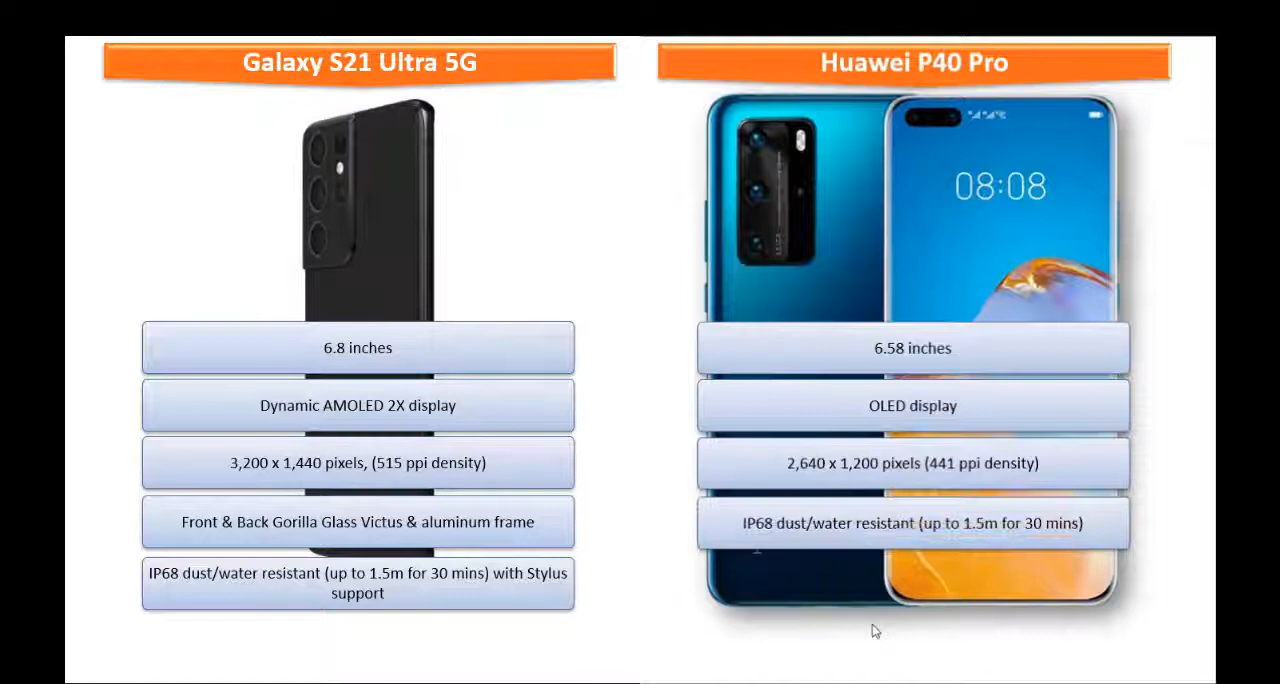 Galaxy S21 Ultra 5G
6.8 inches
Dynamic AMOLED 2X display
3,200 x 1,440 pixels, (515 ppi density)
Front & Back Gorilla Glass Victus & aluminum frame
IP68 dust/water resistant (up to 1.5m for 30 mins) with Stylus
support
Huawei P40 Pro
LEICA
08:08
6.58 inches
OLED display
2,640 x 1,200 pixels (441 ppi density)
IP68 dust/water resistant (up to 1.5m for 30 mins)